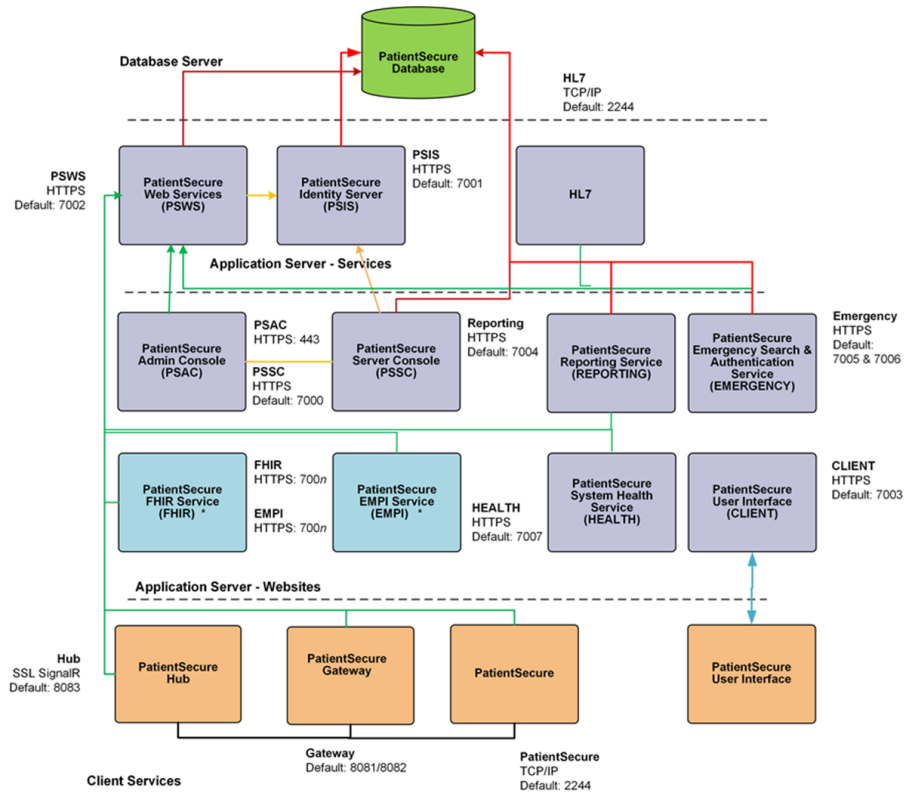 Database Server
PatientSecure
Database
HL7
TCP/IP
Default: 2244
PSWS
HTTPS
Default: 7002
PatientSecure
Web Services
(PSWS)
PatientSecure
Identity Server
(PSIS)
PSIS
HTTPS
Default: 7001
HL7
Application Server - Services
PatientSecure
Admin Console
(PSAC)
PSAC
HTTPS: 443
PSSC
HTTPS
Default: 7000
PatientSecure
Server Console
(PSSC)
Reporting
HTTPS
Default: 7004
PatientSecure
Reporting Service
(REPORTING)
PatientSecure
Emergency Search &
Authentication
Service
(EMERGENCY)
Emergency
HTTPS
Default:
7005 & 7006
PatientSecure
FHIR Service
(FHIR) *
FHIR
HTTPS: 700n
EMPI
HTTPS: 700n
PatientSecure
EMPI Service
(EMPI) *
HEALTH
HTTPS
Default: 7007
PatientSecure
System Health
Service
(HEALTH)
PatientSecure
User Interface
(CLIENT)
CLIENT
HTTPS
Default: 7003
Application Server - Websites
Hub
SSL SignalR
Default: 8083
PatientSecure
Hub
PatientSecure
Gateway
PatientSecure
PatientSecure
User Interface
Gateway
Default: 8081/8082
PatientSecure
TCP/IP
Default: 2244
Client Services